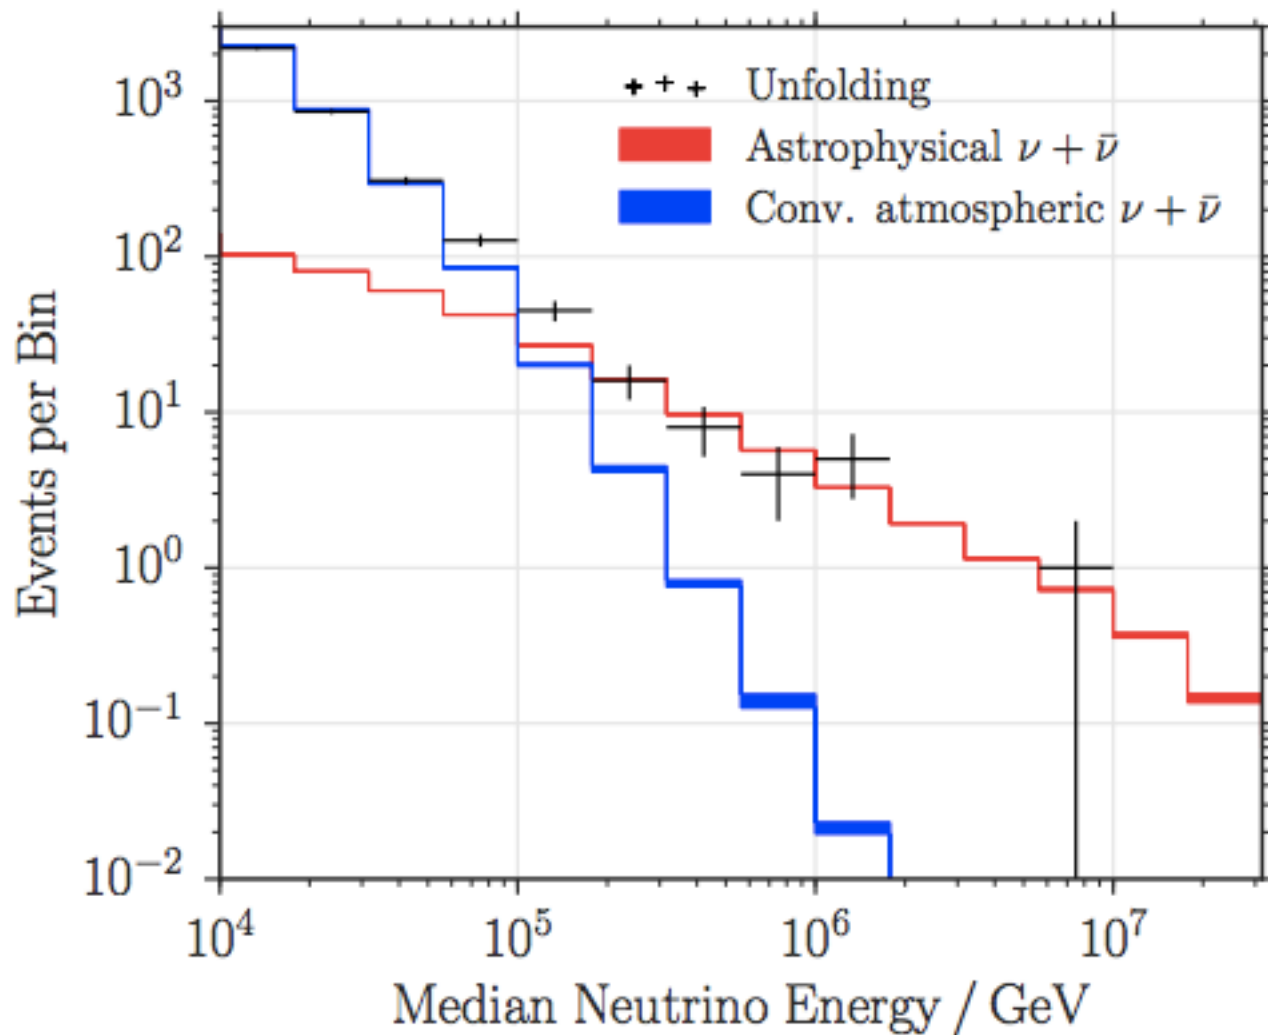 Unfolding
Astrophysical ν + ν̄
Conv. atmospheric ν + ν̄
Events per Bin
10³
10²
10¹
10⁰
10⁻¹
10⁻²
10⁴ 10⁵ 10⁶ 10⁷
Median Neutrino Energy / GeV